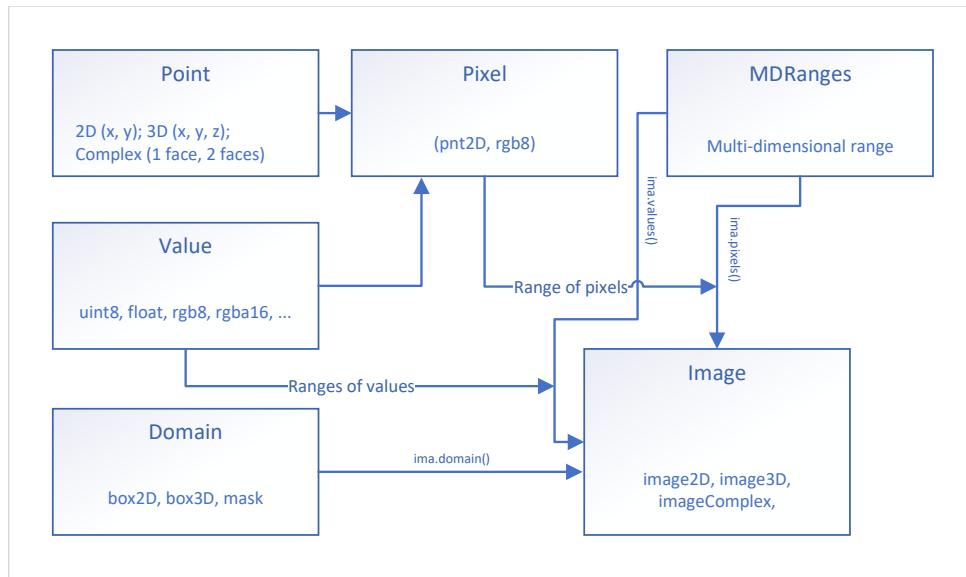 Point
2D (x, y); 3D (x, y, z);
Complex (1 face, 2 faces)
Pixel
(pnt2D, rgb8)
MDRanges
Multi-dimensional range
ima.values()
ima.pixels()
Value
uint8, float, rgb8, rgba16, ...
Range of pixels
Ranges of values
Image
image2D, image3D,
imageComplex,
Domain
box2D, box3D, mask
ima.domain()